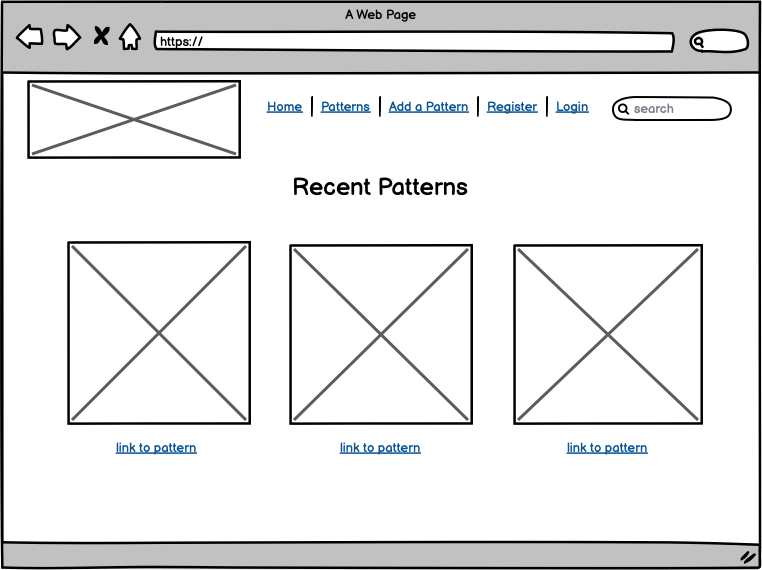 A Web Page
https://
Home | Patterns | Add a Pattern | Register | Login
search
Recent Patterns
link to pattern link to pattern link to pattern